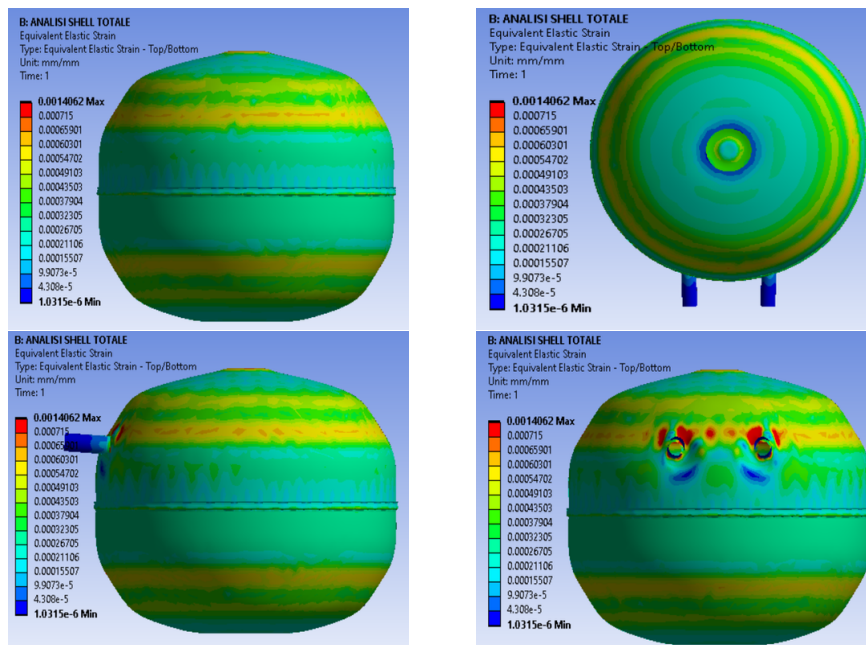 B: ANALISI SHELL TOTALE
Equivalent Elastic Strain
Type: Equivalent Elastic Strain - Top/Bottom
Unit: mm/mm
Time: 1
0.0014062 Max
0.000715
0.00065901
0.00060301
0.00054702
0.00049103
0.00043503
0.00037904
0.00032305
0.00026705
0.00021106
0.00015507
9.9073e-5
4.308e-5
1.0315e-6 Min
B: ANALISI SHELL TOTALE
Equivalent Elastic Strain
Type: Equivalent Elastic Strain - Top/Bottom
Unit: mm/mm
Time: 1
0.0014062 Max
0.000715
0.00065901
0.00060301
0.00054702
0.00049103
0.00043503
0.00037904
0.00032305
0.00026705
0.00021106
0.00015507
9.9073e-5
4.308e-5
1.0315e-6 Min
B: ANALISI SHELL TOTALE
Equivalent Elastic Strain
Type: Equivalent Elastic Strain - Top/Bottom
Unit: mm/mm
Time: 1
0.0014062 Max
0.000715
0.00065901
0.00060301
0.00054702
0.00049103
0.00043503
0.00037904
0.00032305
0.00026705
0.00021106
0.00015507
9.9073e-5
4.308e-5
1.0315e-6 Min
B: ANALISI SHELL TOTALE
Equivalent Elastic Strain
Type: Equivalent Elastic Strain - Top/Bottom
Unit: mm/mm
Time: 1
0.0014062 Max
0.000715
0.00065901
0.00060301
0.00054702
0.00049103
0.00043503
0.00037904
0.00032305
0.00026705
0.00021106
0.00015507
9.9073e-5
4.308e-5
1.0315e-6 Min